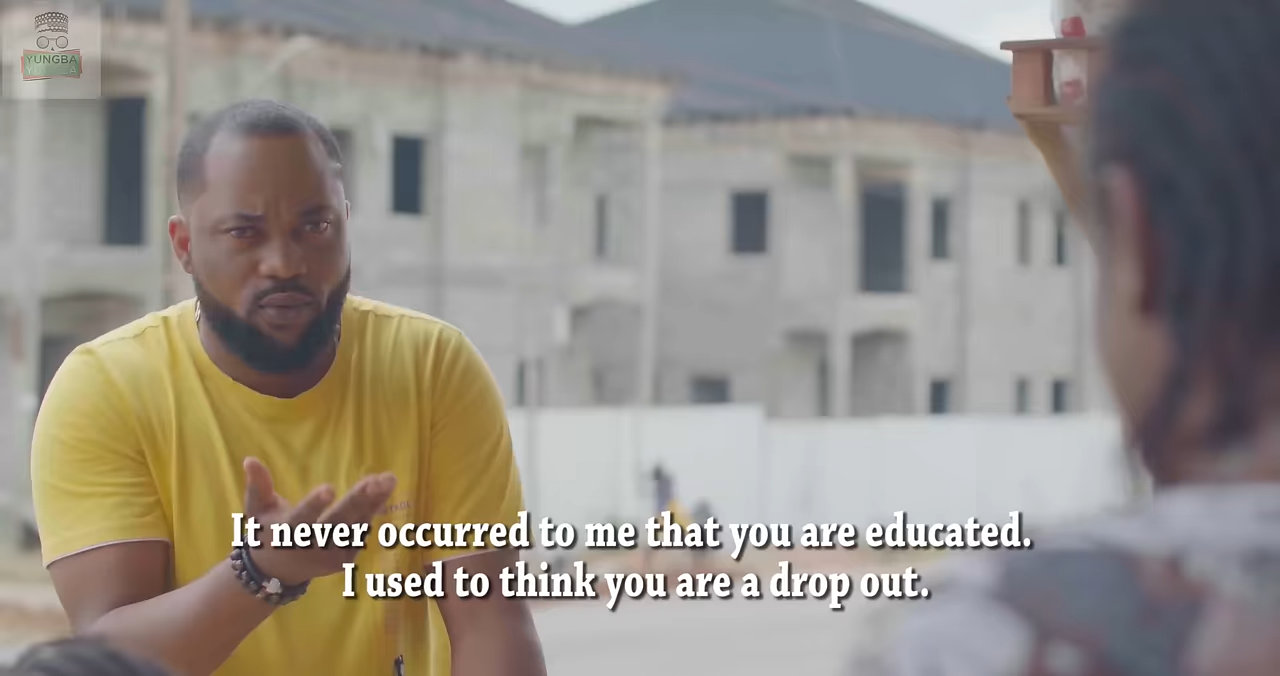 YUNGBA
It never occurred to me that you are educated.
I used to think you are a drop out.